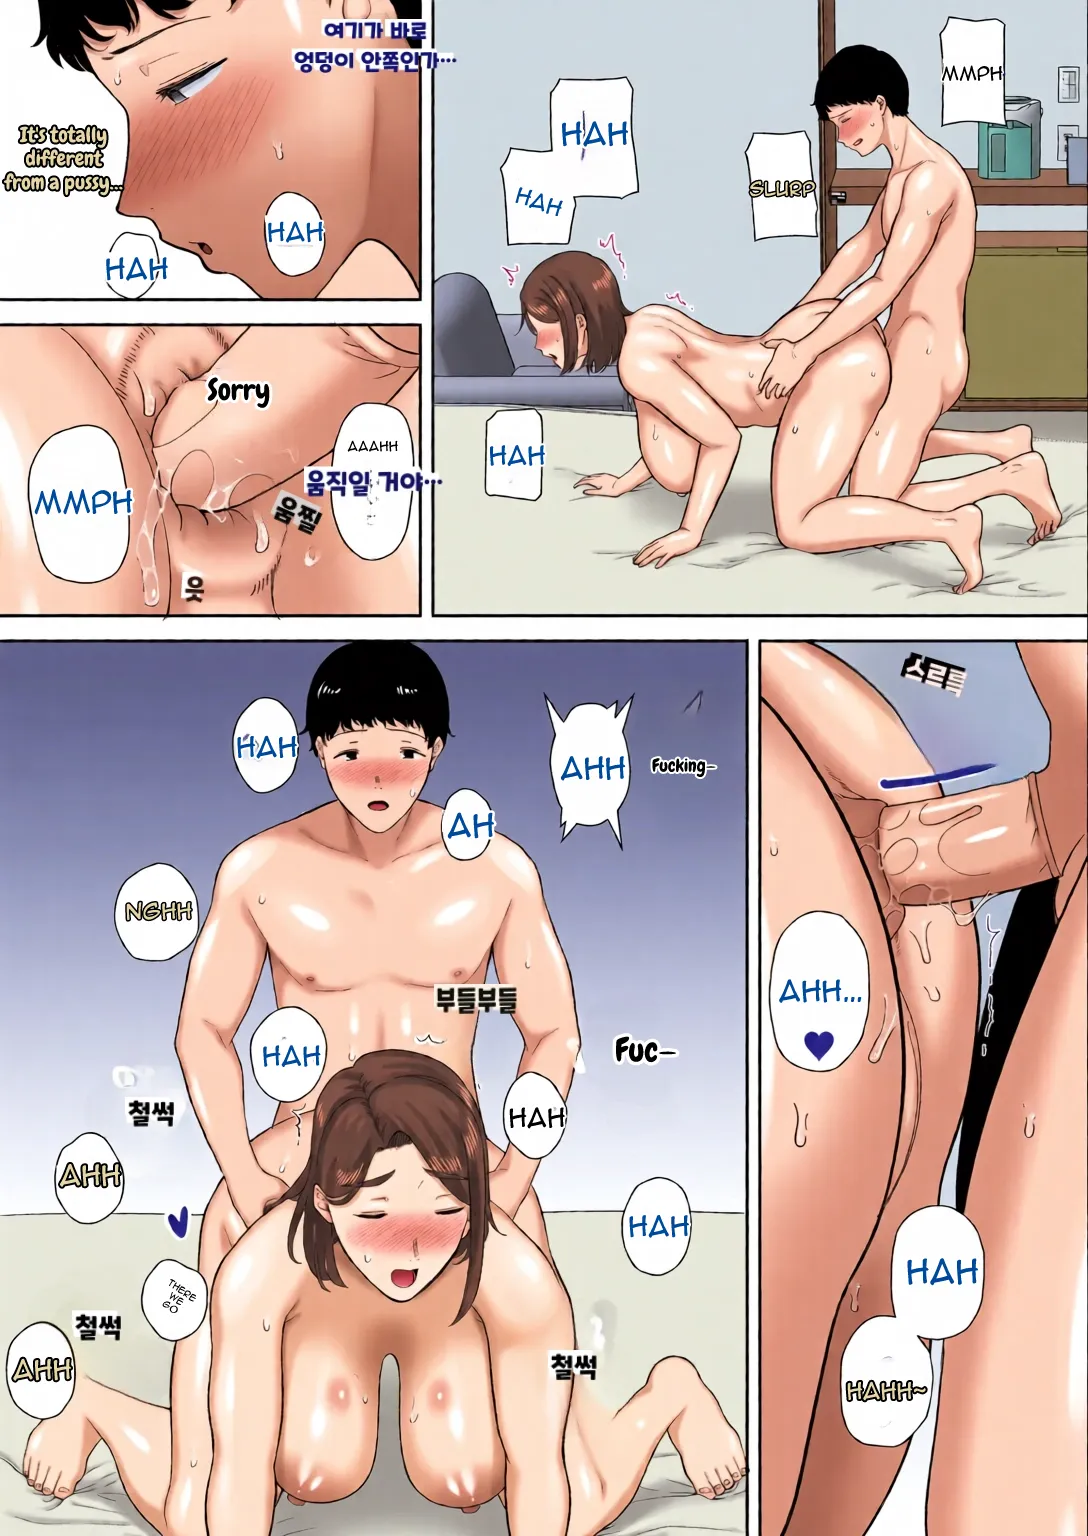 여기가 바로
엉덩이 안쪽인가…
It's totally
different
from a pussy...
HAH
HAH
HAH
HAH
SLURP
MMPH
HAH
Sorry
MMPH
AAAHH
움직일 거야…
움찔
읏
HAH
AH
AHH
Fucking—
NGHH
부들부들
HAH
Fuc—
철썩
HAH
AHH
HAH
THERE
WE
GO
철썩
AHH
철썩
스르륵
AHH...
HAH
HAHH~